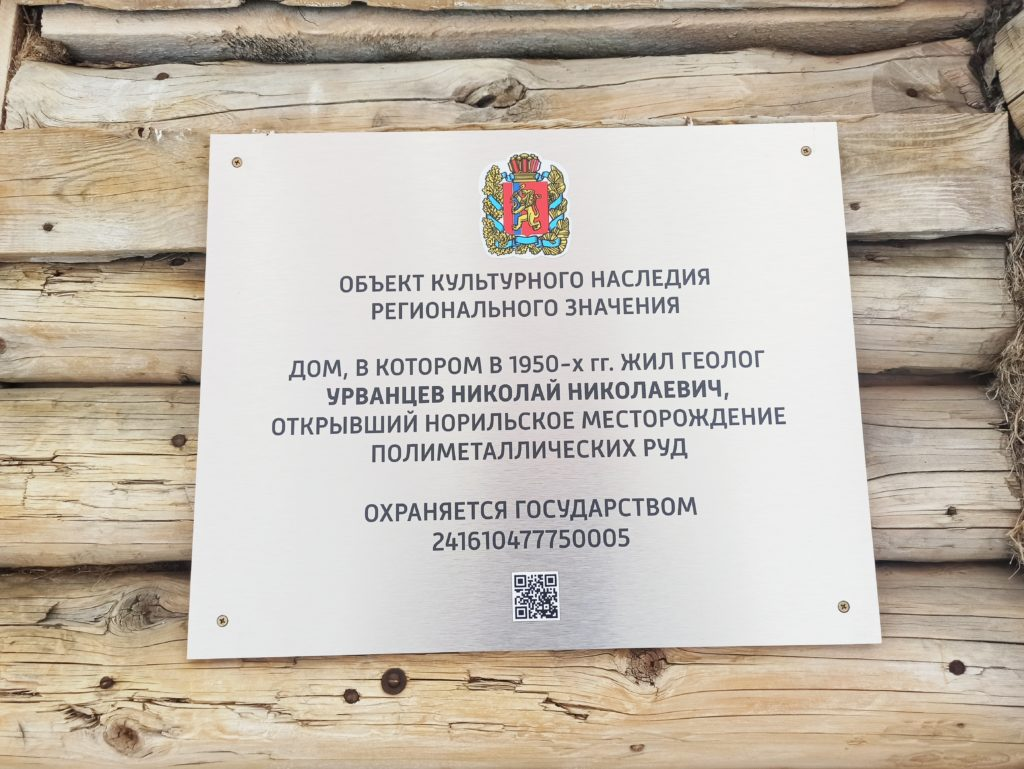 ОБЪЕКТ КУЛЬТУРНОГО НАСЛЕДИЯ
РЕГИОНАЛЬНОГО ЗНАЧЕНИЯ
ДОМ, В КОТОРОМ В 1950-х гг. ЖИЛ ГЕОЛОГ
УРВАНЦЕВ НИКОЛАЙ НИКОЛАЕВИЧ,
ОТКРЫВШИЙ НОРИЛЬСКОЕ МЕСТОРОЖДЕНИЕ
ПОЛИМЕТАЛЛИЧЕСКИХ РУД
ОХРАНЯЕТСЯ ГОСУДАРСТВОМ
241610477750005